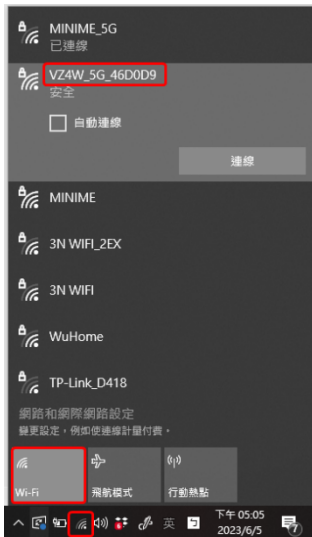 MINIME_5G
已連線
VZ4W_5G_46D0D9
安全
自動連線
連線
MINIME
3N WIFI_2EX
3N WIFI
WuHome
TP-Link_D418
網路和網際網路設定
變更設定，例如使連線計量付費。
Wi-Fi
飛航模式
行動熱點
英
ㄅ
下午 05:05
2023/6/5
7